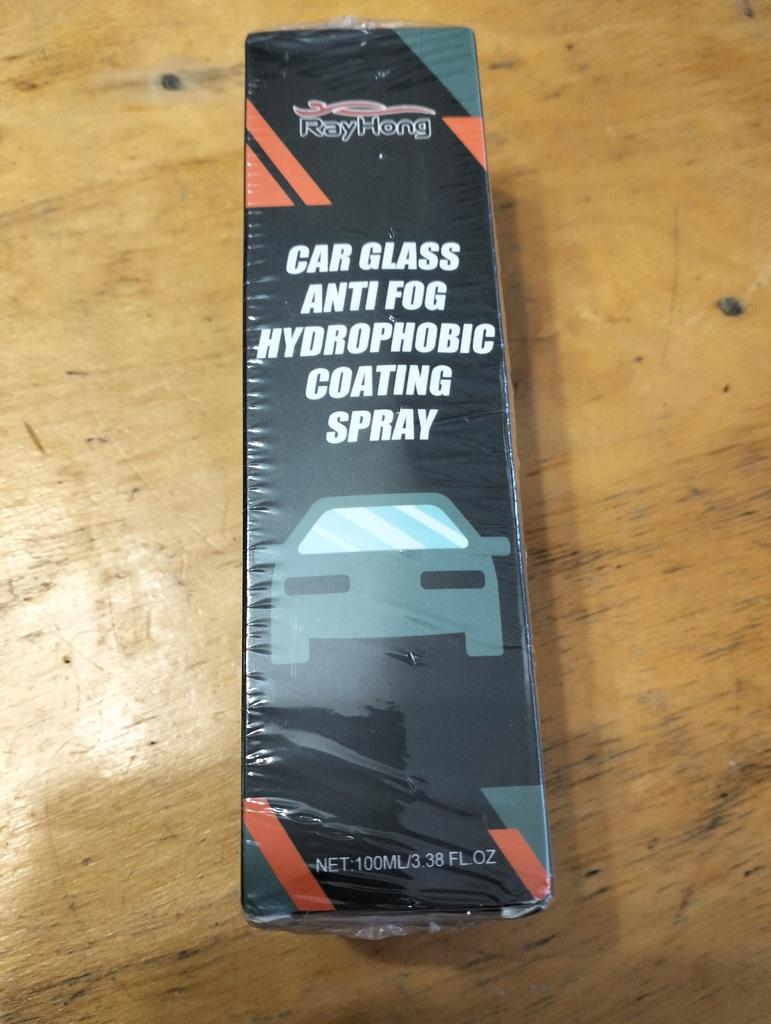 RayHong
CAR GLASS
ANTI FOG
HYDROPHOBIC
COATING
SPRAY
NET:100ML/3.38 FL.OZ